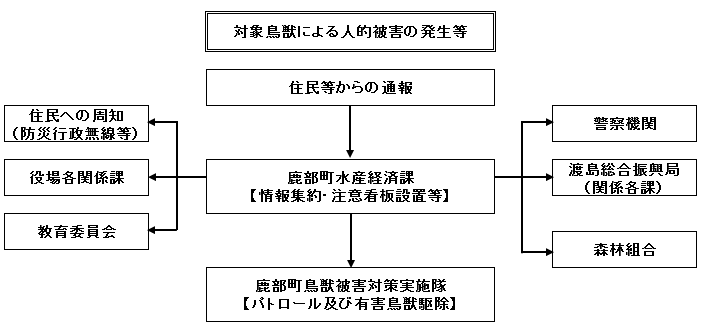 対象鳥獣による人的被害の発生等
住民等からの通報
住民への周知
（防災行政無線等）
役場各関係課
教育委員会
鹿部町水産経済課
【情報集約・注意看板設置等】
警察機関
渡島総合振興局
（関係各課）
森林組合
鹿部町鳥獣被害対策実施隊
【パトロール及び有害鳥獣駆除】